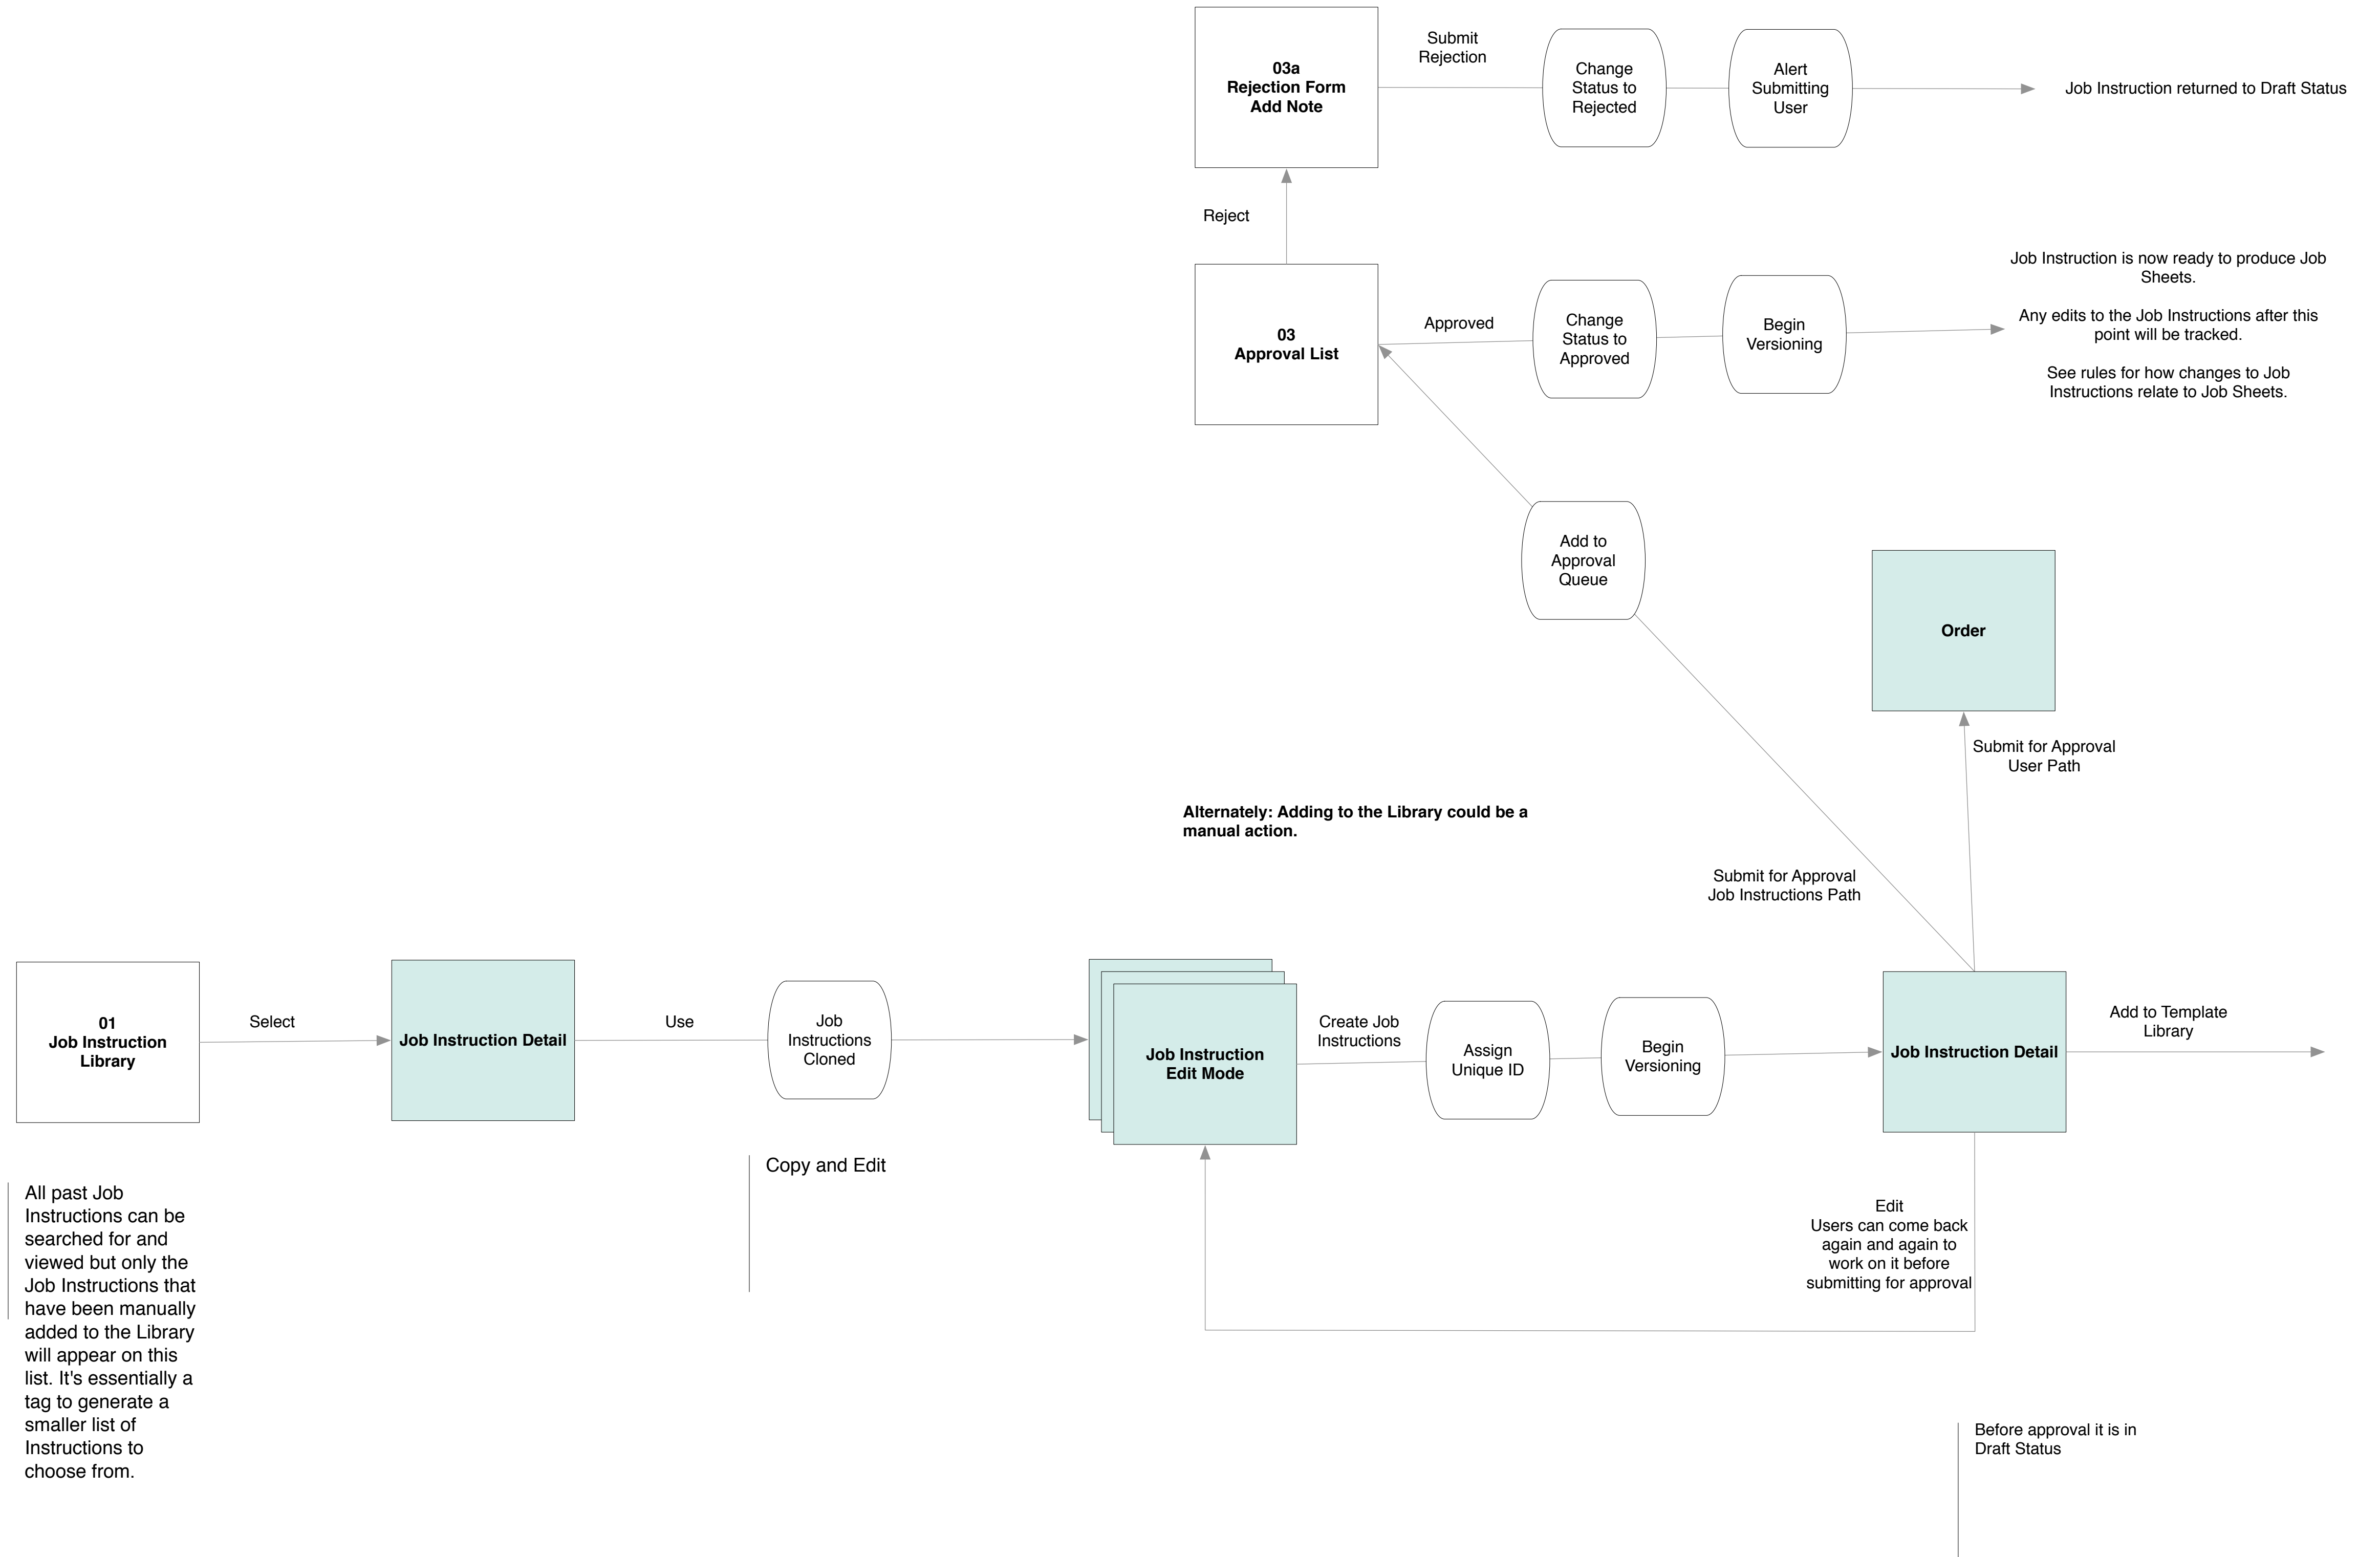 03a
Rejection Form
Add Note
Submit
Rejection
Change
Status to
Rejected
Alert
Submitting
User
Job Instruction returned to Draft Status
Reject
03
Approval List
Approved
Change
Status to
Approved
Begin
Versioning
Job Instruction is now ready to produce Job
Sheets.
Any edits to the Job Instructions after this
point will be tracked.
See rules for how changes to Job
Instructions relate to Job Sheets.
Add to
Approval
Queue
Order
Submit for Approval
User Path
Alternately: Adding to the Library could be a
manual action.
Submit for Approval
Job Instructions Path
01
Job Instruction
Library
Select
Job Instruction Detail
Use
Job
Instructions
Cloned
Job Instruction
Edit Mode
Create Job
Instructions
Assign
Unique ID
Begin
Versioning
Job Instruction Detail
Add to Template
Library
Copy and Edit
All past Job
Instructions can be
searched for and
viewed but only the
Job Instructions that
have been manually
added to the Library
will appear on this
list. It's essentially a
tag to generate a
smaller list of
Instructions to
choose from.
Edit
Users can come back
again and again to
work on it before
submitting for approval
Before approval it is in
Draft Status